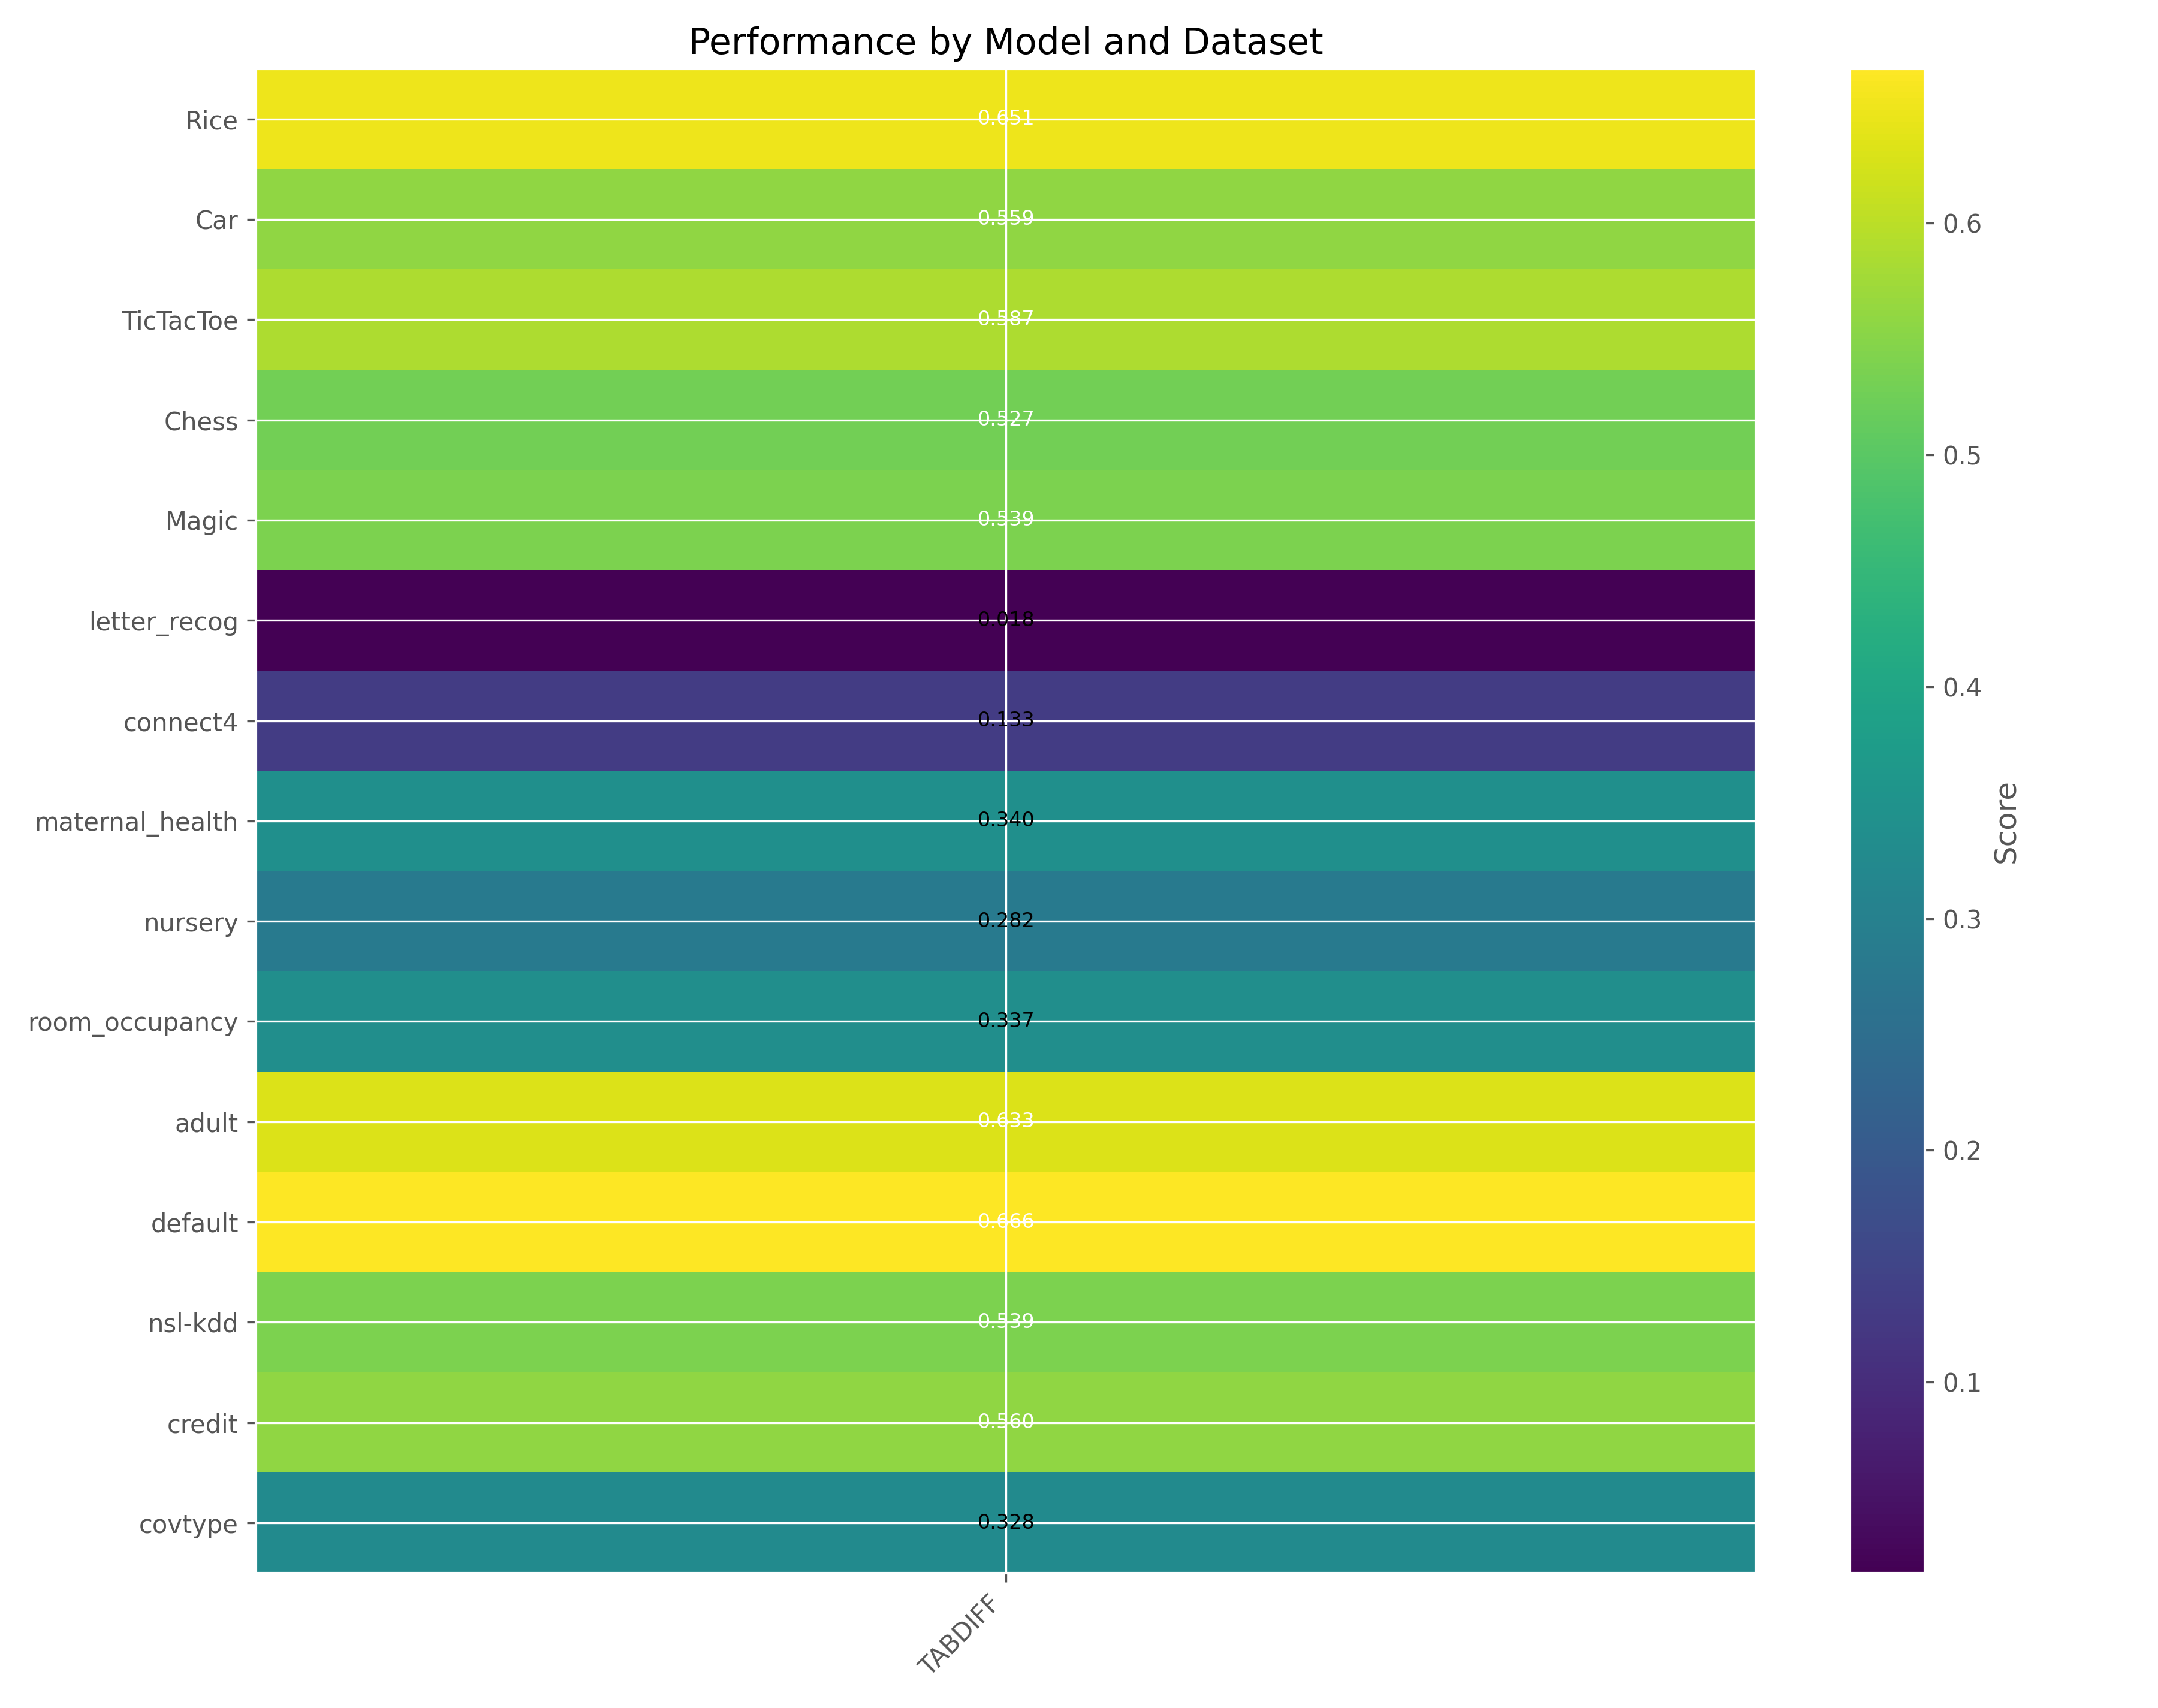 Performance by Model and Dataset
Rice 0.651
Car 0.559
TicTacToe 0.587
Chess 0.527
Magic 0.539
letter_recog 0.018
connect4 0.133
maternal_health 0.340
nursery 0.282
room_occupancy 0.337
adult 0.633
default 0.666
nsl-kdd 0.539
credit 0.560
covtype 0.328
TABDIFF
0.6
0.5
0.4
0.3
0.2
0.1
Score